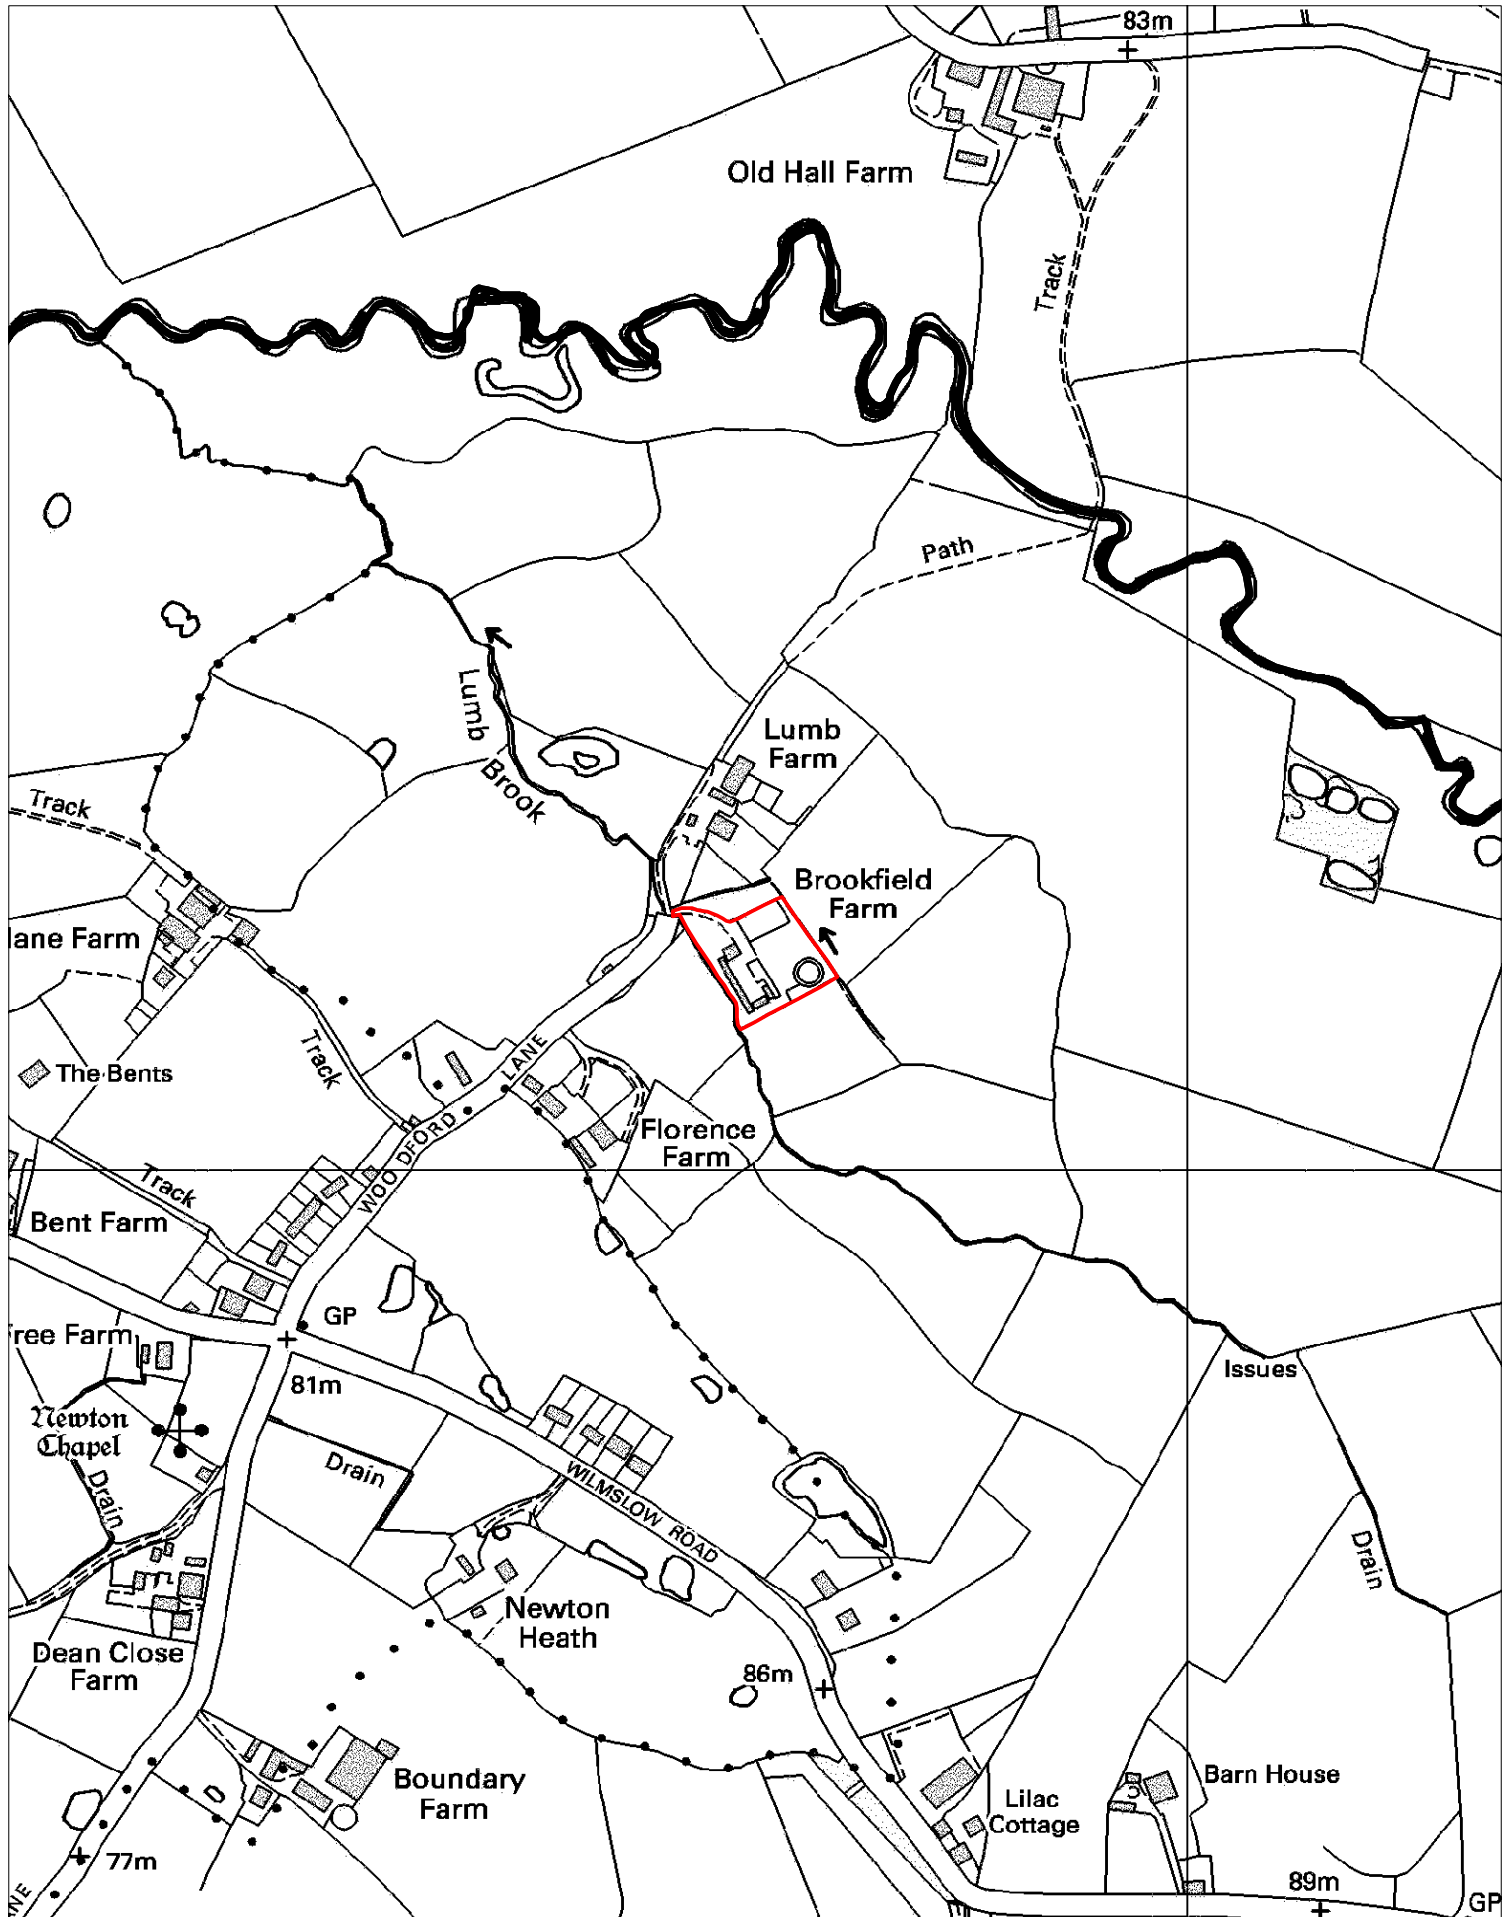 83m
Old Hall Farm
Track
Path
Lumb
Brook
Lumb
Farm
Track
Brookfield
Farm
lane Farm
Track
The Bents
LANE
WOODFORD
Florence
Farm
Track
Bent Farm
GP
Free Farm
81m
Issues
Newton
Chapel
Drain
Drain
WILMSLOW ROAD
Drain
Newton
Heath
Dean Close
Farm
86m
Boundary
Farm
Barn House
Lilac
Cottage
77m
89m
NE
GP